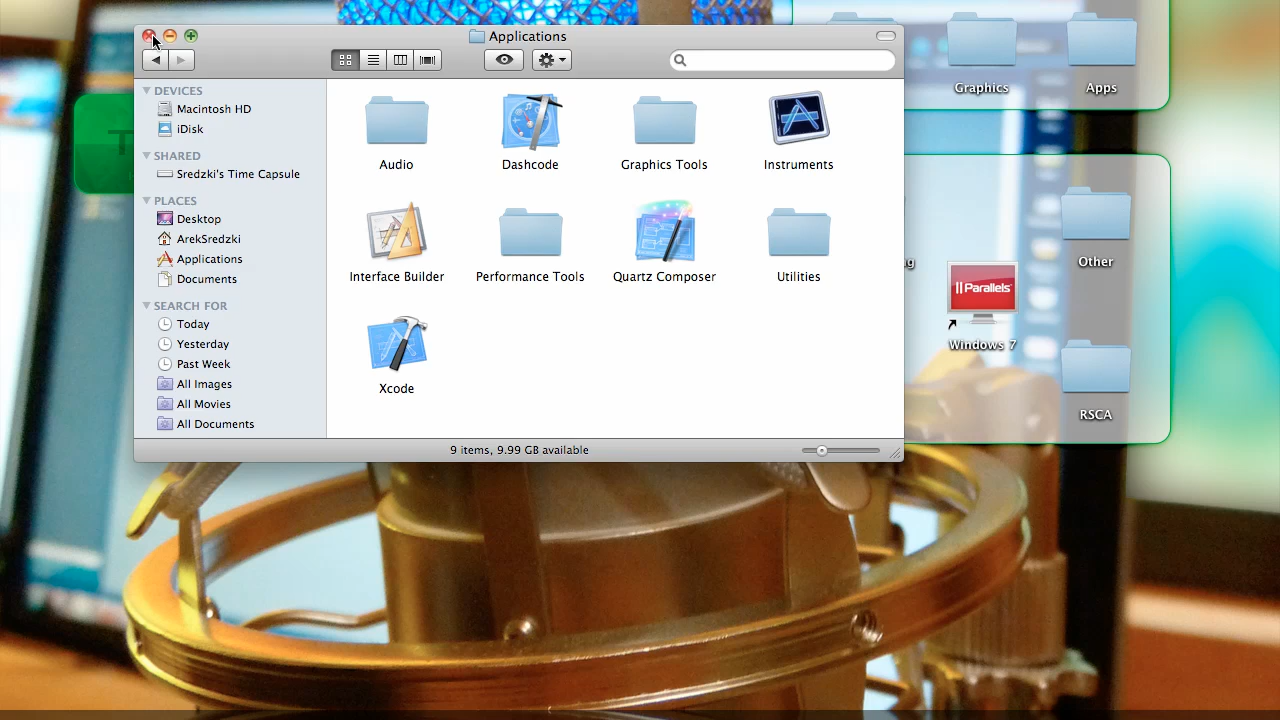 Applications
DEVICES
Macintosh HD
iDisk
SHARED
Sredzki's Time Capsule
PLACES
Desktop
ArekSredzki
Applications
Documents
SEARCH FOR
Today
Yesterday
Past Week
All Images
All Movies
All Documents
Audio
Dashcode
Graphics Tools
Instruments
Interface Builder
Performance Tools
Quartz Composer
Utilities
Xcode
9 items, 9.99 GB available
Graphics
Apps
Other
Parallels
Windows 7
RSCA